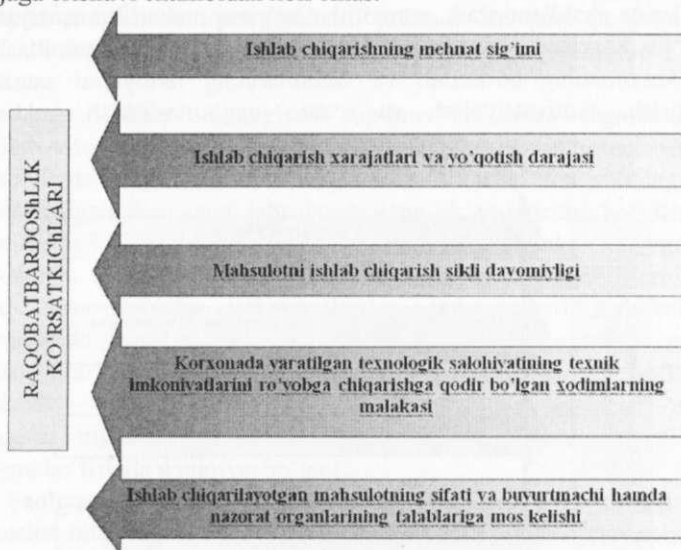 Ishlab chiqarishning mehnat sig'imi
Ishlab chiqarish xarajatlari va yo'qotish darajasi
RAQOBATBARDOShLIK
KO'RSATKIChLARI
Mahsulotni ishlab chiqarish sikli davomiyligi
Korxonada yaratilgan texnologik salohiyatining texnik
imkoniyatlarini ro'yobga chiqarishga qodir bo'lgan xodimlarning
malakasi
Ishlab chiqarilayotgan mahsulotning sifati va buyurtmachi hamda
nazorat organlarining talablariga mos kelishi